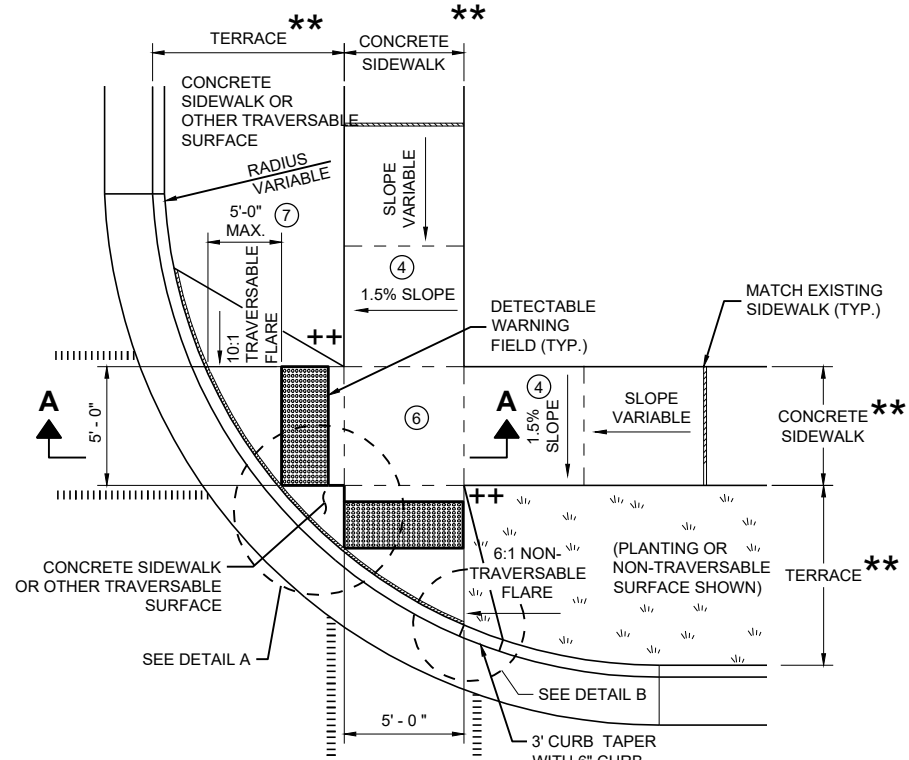 **
**
TERRACE
CONCRETE
SIDEWALK
CONCRETE
SIDEWALK OR
OTHER TRAVERSABLE
SURFACE
RADIUS
VARIABLE
5'-0"
MAX.
7
SLOPE
VARIABLE
10:1
TRAVERSABLE
FLARE
4
1.5% SLOPE
++
DETECTABLE
WARNING
FIELD (TYP.)
MATCH EXISTING
SIDEWALK (TYP.)
A
5' - 0"
6
A
4
1.5%
SLOPE
SLOPE
VARIABLE
CONCRETE
SIDEWALK
**
++
CONCRETE SIDEWALK
OR OTHER TRAVERSABLE
SURFACE
6:1 NON-
TRAVERSABLE
FLARE
(PLANTING OR
NON-TRAVERSABLE
SURFACE SHOWN)
TERRACE **
SEE DETAIL A
SEE DETAIL B
5' - 0"
3' CURB TAPER
WITH 6" CURB